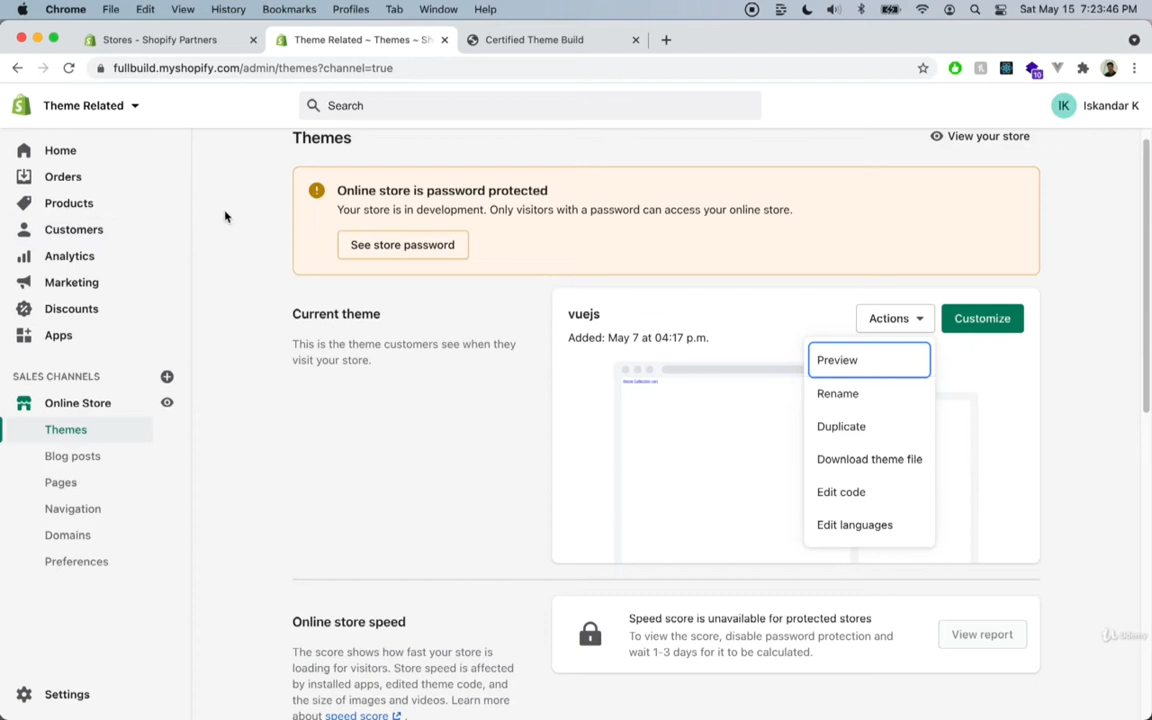 Chrome File Edit View History Bookmarks Profiles Tab Window Help Sat May 15 7:23:46 PM
Stores - Shopify Partners
Theme Related ~ Themes ~ Sh
Certified Theme Build
fullbuild.myshopify.com/admin/themes?channel=true
10
Theme Related
Search
IK Iskandar K
Home
Orders
Products
Customers
Analytics
Marketing
Discounts
Apps
SALES CHANNELS
Online Store
Themes
Blog posts
Pages
Navigation
Domains
Preferences
Settings
Themes
View your store
Online store is password protected
Your store is in development. Only visitors with a password can access your online store.
See store password
Current theme
This is the theme customers see when they
visit your store.
vuejs
Added: May 7 at 04:17 p.m.
Actions
Customize
Preview
Rename
Duplicate
Download theme file
Edit code
Edit languages
Online store speed
The score shows how fast your store is
loading for visitors. Store speed is affected
by installed apps, edited theme code, and
the size of images and videos. Learn more
about speed score.
Speed score is unavailable for protected stores
To view the score, disable password protection and
wait 1-3 days for it to be calculated.
View report
Udemy